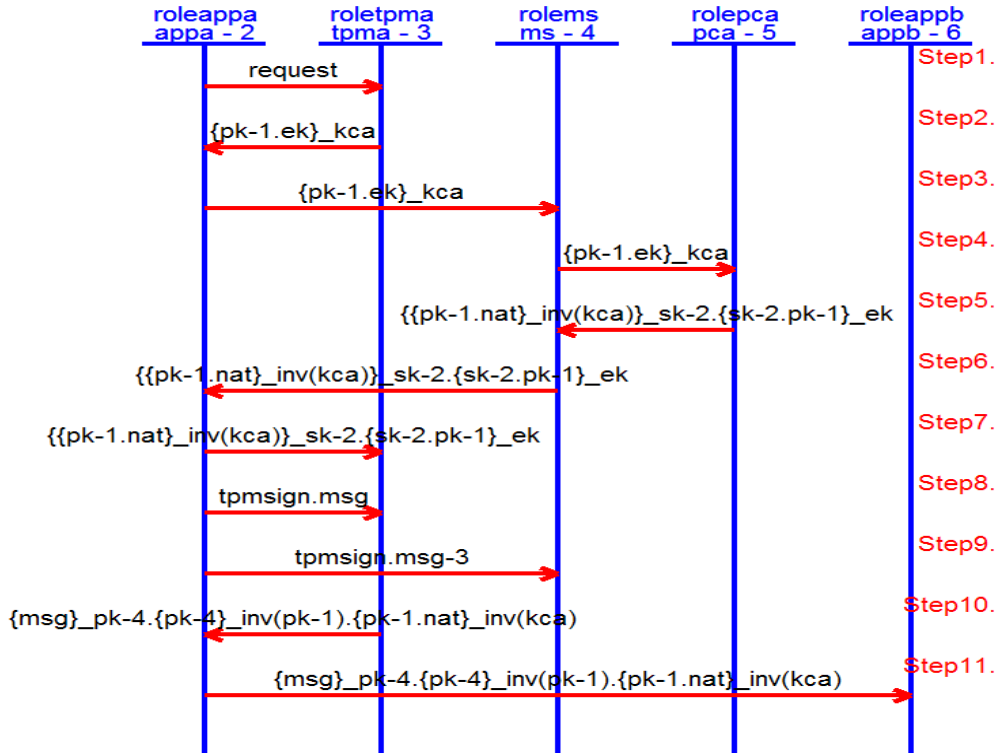 roleappa roletpma rolems rolepca roleappb
appa - 2 tpma - 3 ms - 4 pca - 5 appb - 6
Step1.
request
Step2.
{pk-1.ek}_kca
Step3.
{pk-1.ek}_kca
Step4.
{pk-1.ek}_kca
Step5.
{{pk-1.nat}_inv(kca)}_sk-2.{sk-2.pk-1}_ek
Step6.
{{pk-1.nat}_inv(kca)}_sk-2.{sk-2.pk-1}_ek
Step7.
{{pk-1.nat}_inv(kca)}_sk-2.{sk-2.pk-1}_ek
Step8.
tpmsign.msg
Step9.
tpmsign.msg-3
Step10.
{msg}_pk-4.{pk-4}_inv(pk-1).{pk-1.nat}_inv(kca)
Step11.
{msg}_pk-4.{pk-4}_inv(pk-1).{pk-1.nat}_inv(kca)